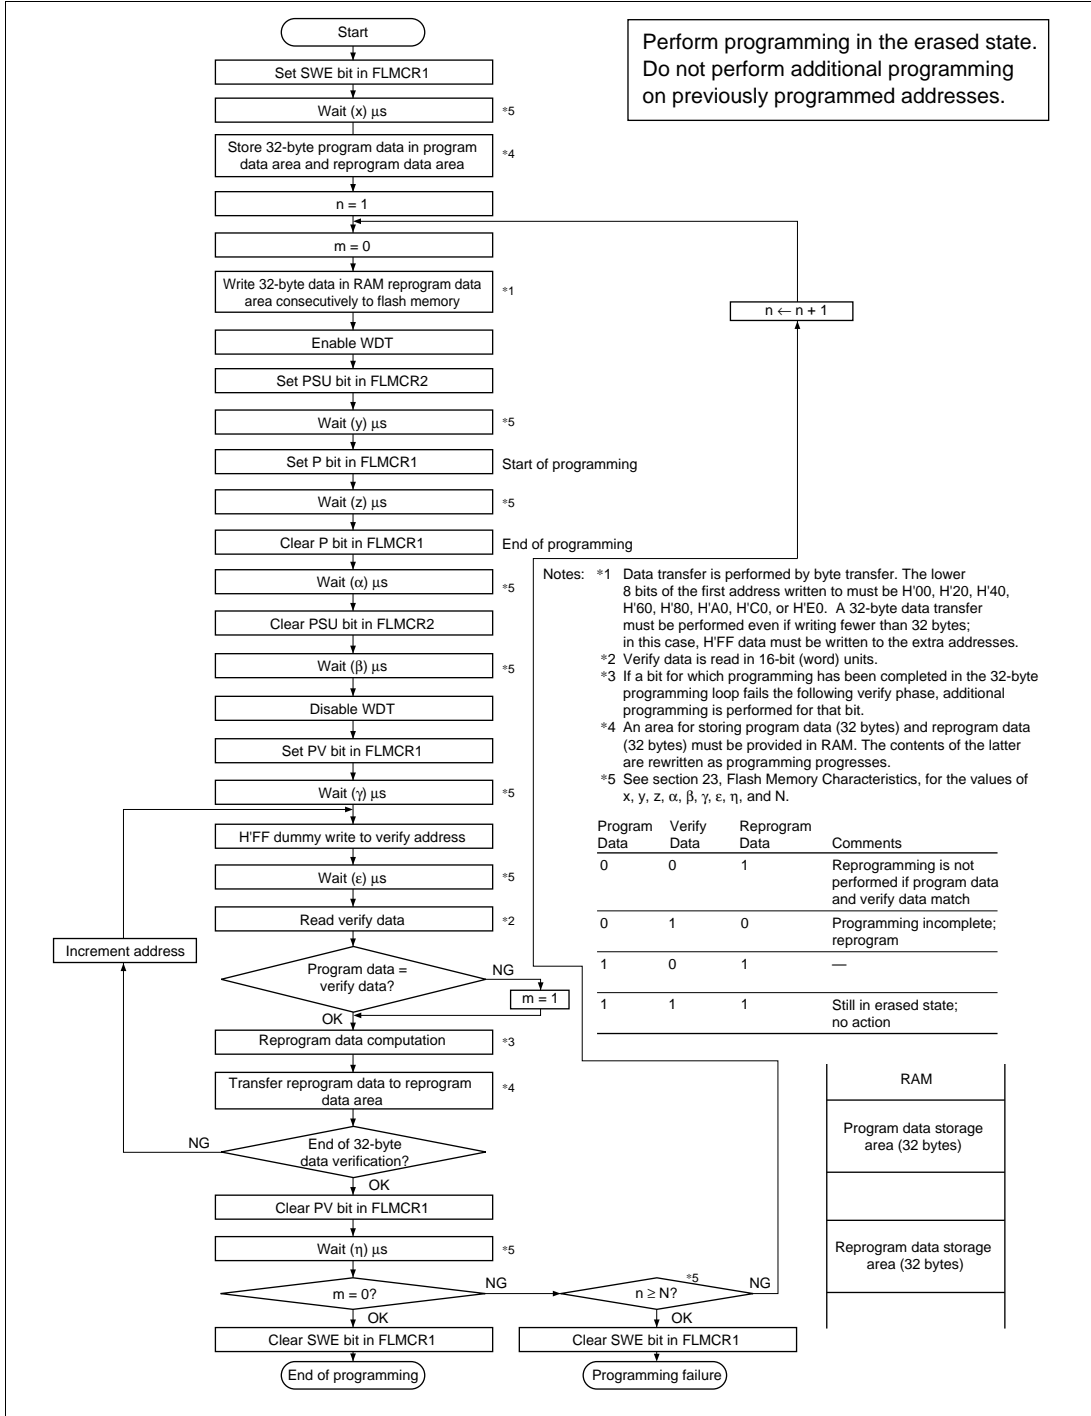 Start
Perform programming in the erased state.
Do not perform additional programming
on previously programmed addresses.
Set SWE bit in FLMCR1
Wait (x) μs
*5
Store 32-byte program data in program
data area and reprogram data area
*4
n = 1
m = 0
Write 32-byte data in RAM reprogram data
area consecutively to flash memory
*1
n ← n + 1
Enable WDT
Set PSU bit in FLMCR2
Wait (y) μs
*5
Set P bit in FLMCR1
Start of programming
Wait (z) μs
*5
Clear P bit in FLMCR1
End of programming
Wait (α) μs
*5
Clear PSU bit in FLMCR2
Wait (β) μs
*5
Disable WDT
Set PV bit in FLMCR1
Wait (γ) μs
*5
H'FF dummy write to verify address
Wait (ε) μs
*5
Read verify data
*2
Increment address
Program data =
verify data?
NG
m = 1
OK
Reprogram data computation
*3
Transfer reprogram data to reprogram
data area
*4
NG
End of 32-byte
data verification?
OK
Clear PV bit in FLMCR1
Wait (η) μs
*5
m = 0?
NG
*5
n ≥ N?
NG
OK
OK
Clear SWE bit in FLMCR1
Clear SWE bit in FLMCR1
End of programming
Programming failure
Notes: *1 Data transfer is performed by byte transfer. The lower
8 bits of the first address written to must be H'00, H'20, H'40,
H'60, H'80, H'A0, H'C0, or H'E0. A 32-byte data transfer
must be performed even if writing fewer than 32 bytes;
in this case, H'FF data must be written to the extra addresses.
*2 Verify data is read in 16-bit (word) units.
*3 If a bit for which programming has been completed in the 32-byte
programming loop fails the following verify phase, additional
programming is performed for that bit.
*4 An area for storing program data (32 bytes) and reprogram data
(32 bytes) must be provided in RAM. The contents of the latter
are rewritten as programming progresses.
*5 See section 23, Flash Memory Characteristics, for the values of
x, y, z, α, β, γ, ε, η, and N.
Program Verify Reprogram
Data Data Data Comments
0 0 1 Reprogramming is not
performed if program data
and verify data match
0 1 0 Programming incomplete;
reprogram
1 0 1 —
1 1 1 Still in erased state;
no action
RAM
Program data storage
area (32 bytes)
Reprogram data storage
area (32 bytes)